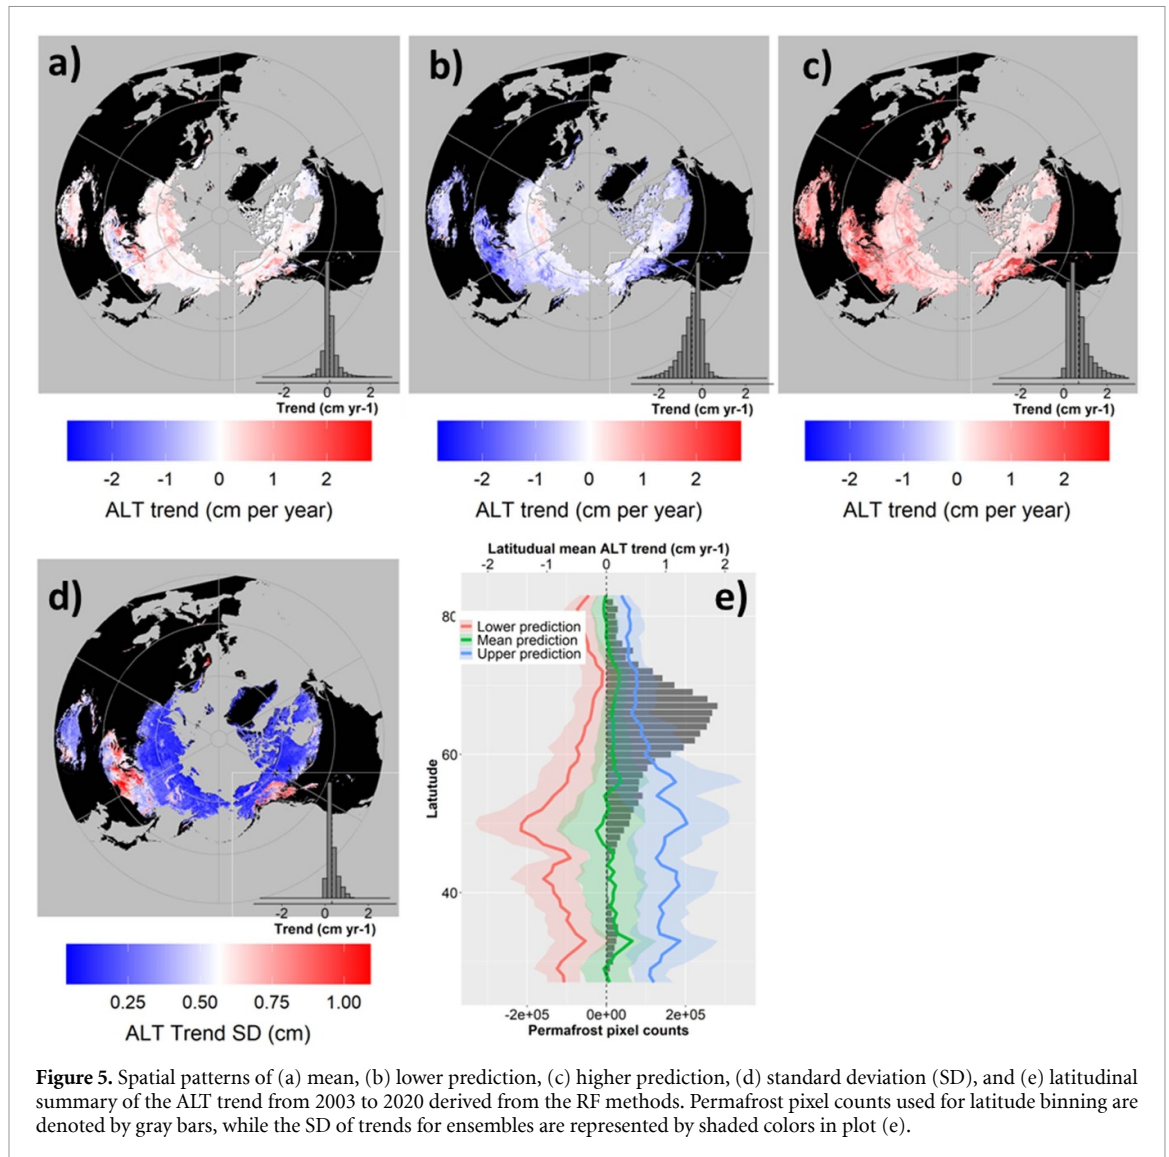 a)
b)
c)
-2 0 2
Trend (cm yr-1)
-2 0 2
Trend (cm yr-1)
-2 0 2
Trend (cm yr-1)
-2 -1 0 1 2
ALT trend (cm per year)
-2 -1 0 1 2
ALT trend (cm per year)
-2 -1 0 1 2
ALT trend (cm per year)
d)
-2 0 2
Trend (cm yr-1)
0.25 0.50 0.75 1.00
ALT Trend SD (cm)
Latitudual mean ALT trend (cm yr-1)
-2 -1 0 1 2
e)
80
Lower prediction
Mean prediction
Upper prediction
60
Latutude
40
-2e+05 0e+00 2e+05
Permafrost pixel counts
Figure 5. Spatial patterns of (a) mean, (b) lower prediction, (c) higher prediction, (d) standard deviation (SD), and (e) latitudinal
summary of the ALT trend from 2003 to 2020 derived from the RF methods. Permafrost pixel counts used for latitude binning are
denoted by gray bars, while the SD of trends for ensembles are represented by shaded colors in plot (e).